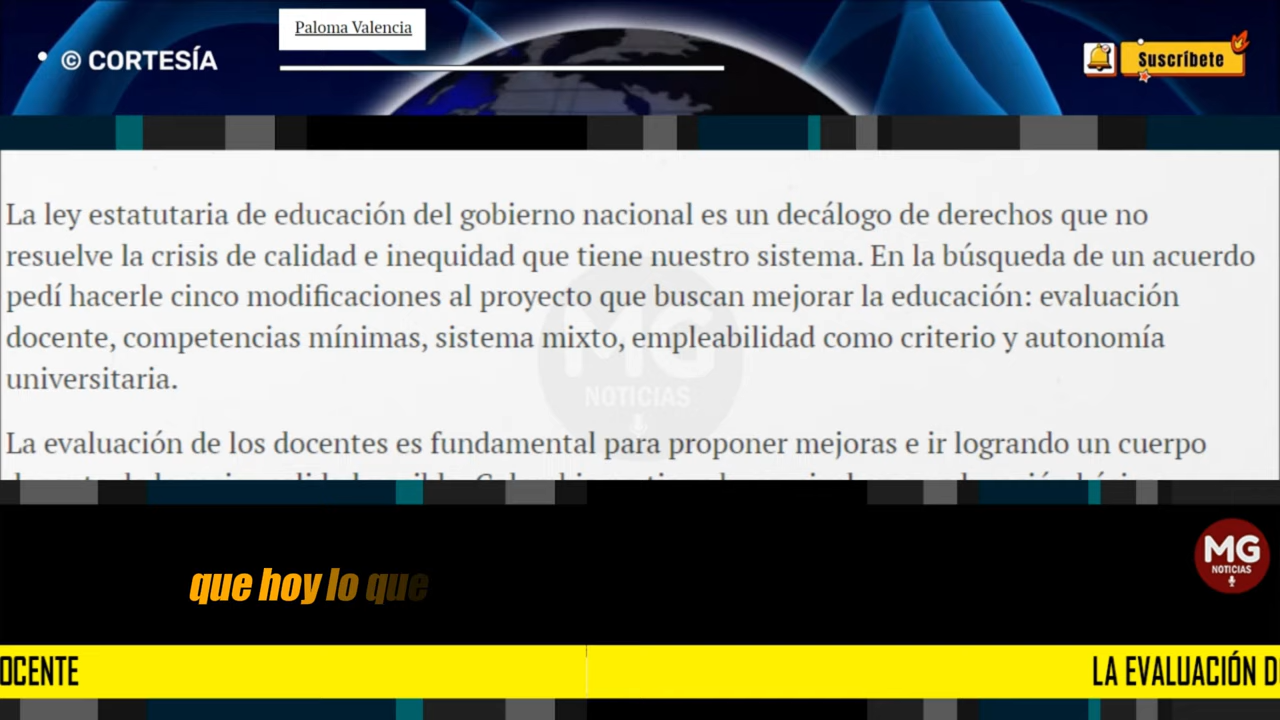 Paloma Valencia
© CORTESÍA
Suscríbete
La ley estatutaria de educación del gobierno nacional es un decálogo de derechos que no
resuelve la crisis de calidad e inequidad que tiene nuestro sistema. En la búsqueda de un acuerdo
pedí hacerle cinco modificaciones al proyecto que buscan mejorar la educación: evaluación
docente, competencias mínimas, sistema mixto, empleabilidad como criterio y autonomía
universitaria.
MG
NOTICIAS
La evaluación de los docentes es fundamental para proponer mejoras e ir logrando un cuerpo
MG
NOTICIAS
que hoy lo que
OCENTE
LA EVALUACIÓN D